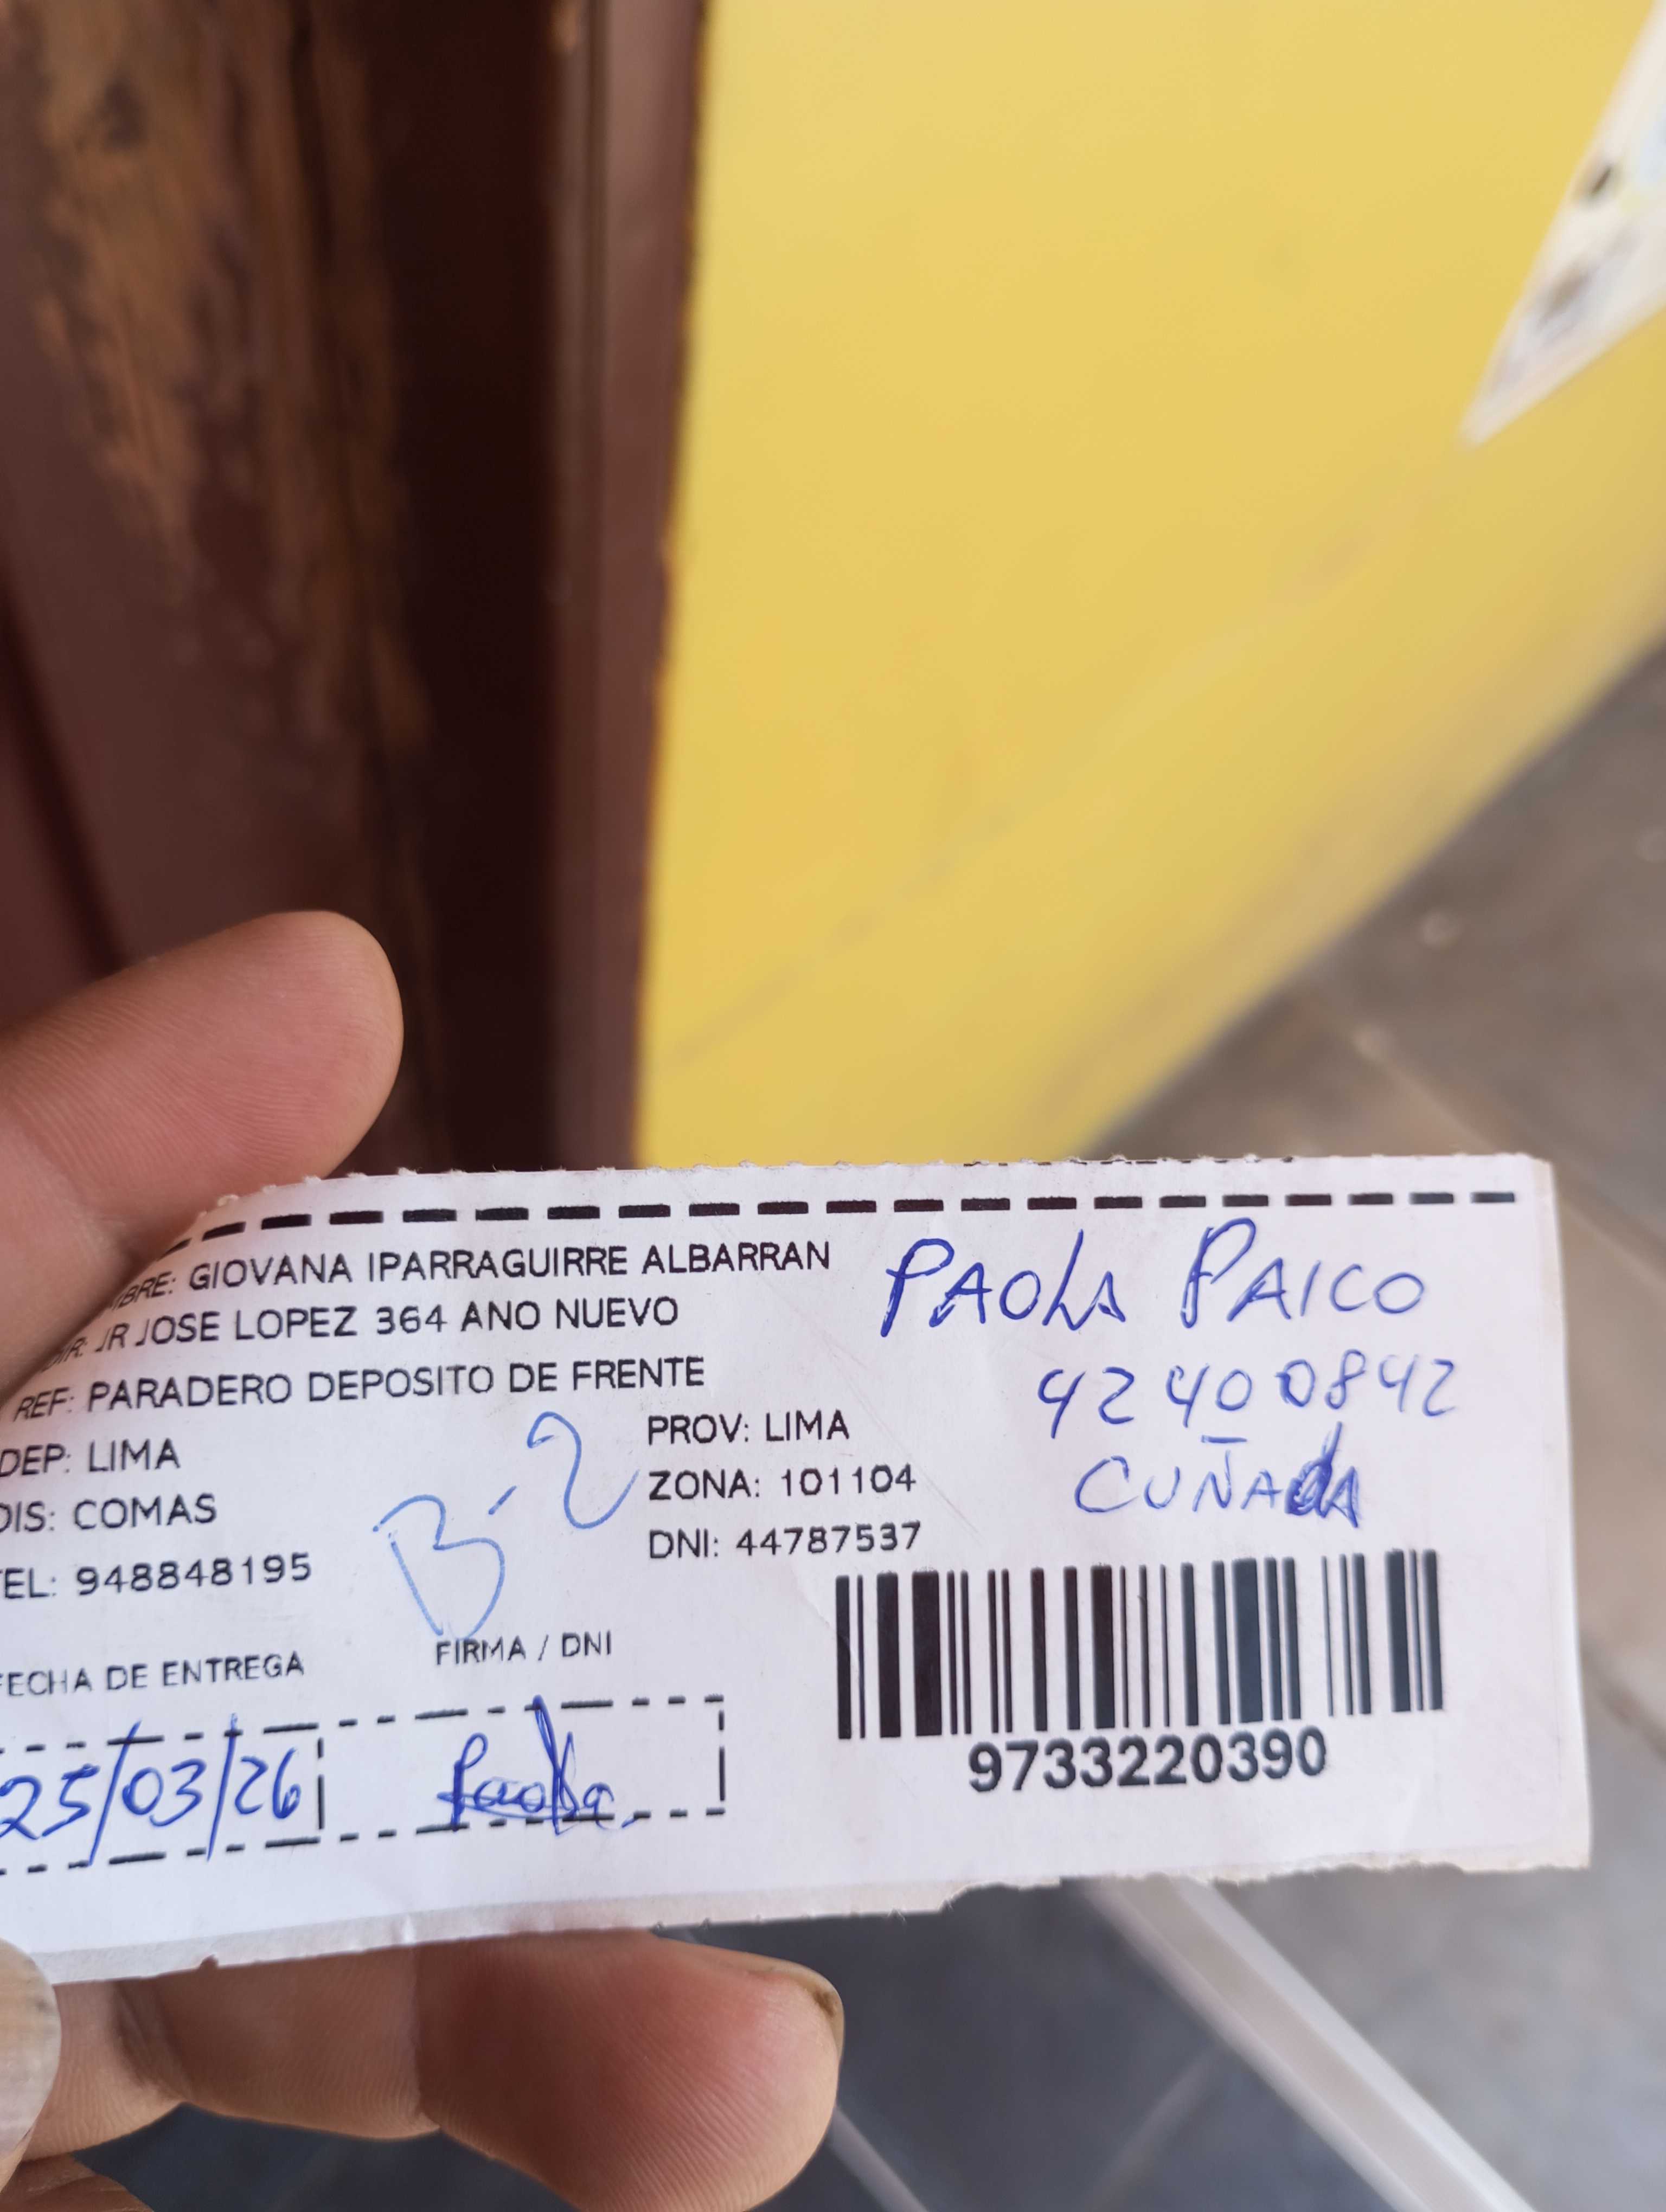 MBRE: GIOVANA IPARRAGUIRRE ALBARRAN
DIR: JR JOSE LOPEZ 364 ANO NUEVO
REF: PARADERO DEPOSITO DE FRENTE
DEP: LIMA
PROV: LIMA
DIS: COMAS
ZONA: 101104
TEL: 948848195
DNI: 44787537
B-2
PAOLA PAICO
42400842
CUÑADA
FECHA DE ENTREGA
FIRMA / DNI
25/03/26
Paola
9733220390